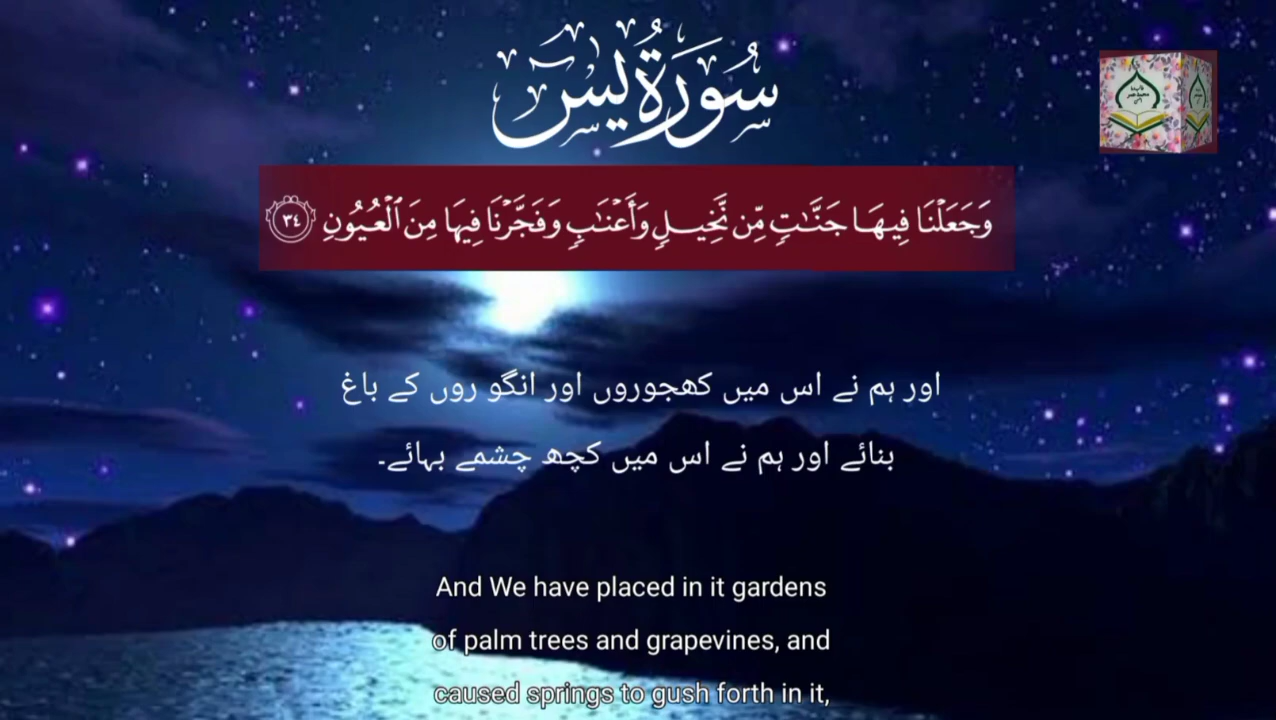 سُورَةُ يسٓ
وَجَعَلْنَا فِيهَا جَنَّٰتٍ مِّن نَّخِيلٍ وَأَعْنَٰبٍ وَفَجَّرْنَا فِيهَا مِنَ ٱلْعُيُونِ ٣٤
اور ہم نے اس میں کھجوروں اور انگو روں کے باغ
بنائے اور ہم نے اس میں کچھ چشمے بہائے۔
And We have placed in it gardens
of palm trees and grapevines, and
caused springs to gush forth in it,